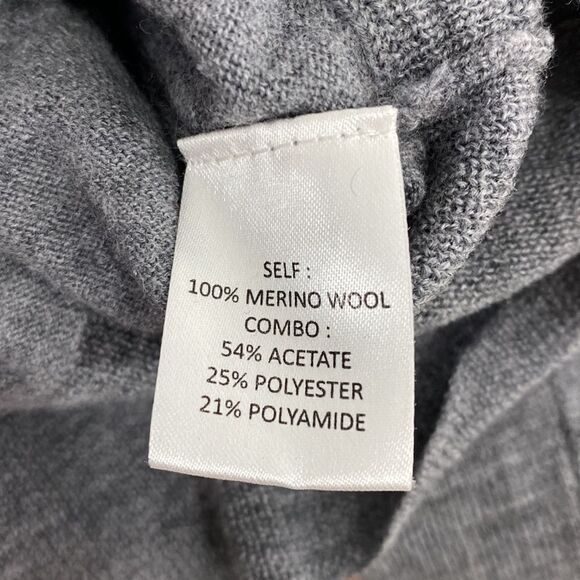 SELF :
100% MERINO WOOL
COMBO :
54% ACETATE
25% POLYESTER
21% POLYAMIDE